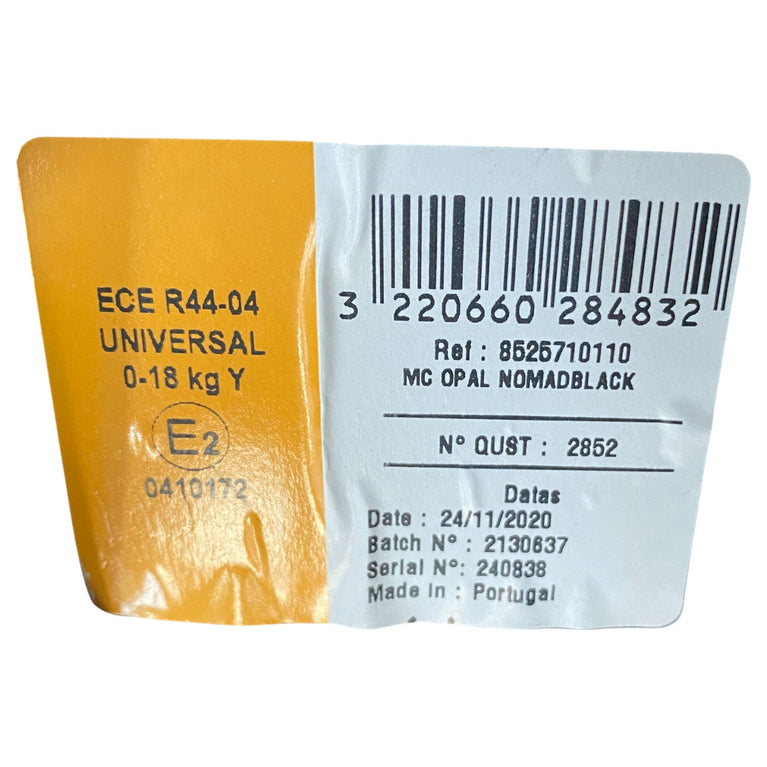 ECE R44-04
UNIVERSAL
0-18 kg Y
E2
0410172
3 220660 284832
Ref : 8525710110
MC OPAL NOMADBLACK
N° QUST : 2852
Datas
Date : 24/11/2020
Batch N° : 2130637
Serial N°: 240838
Made In : Portugal